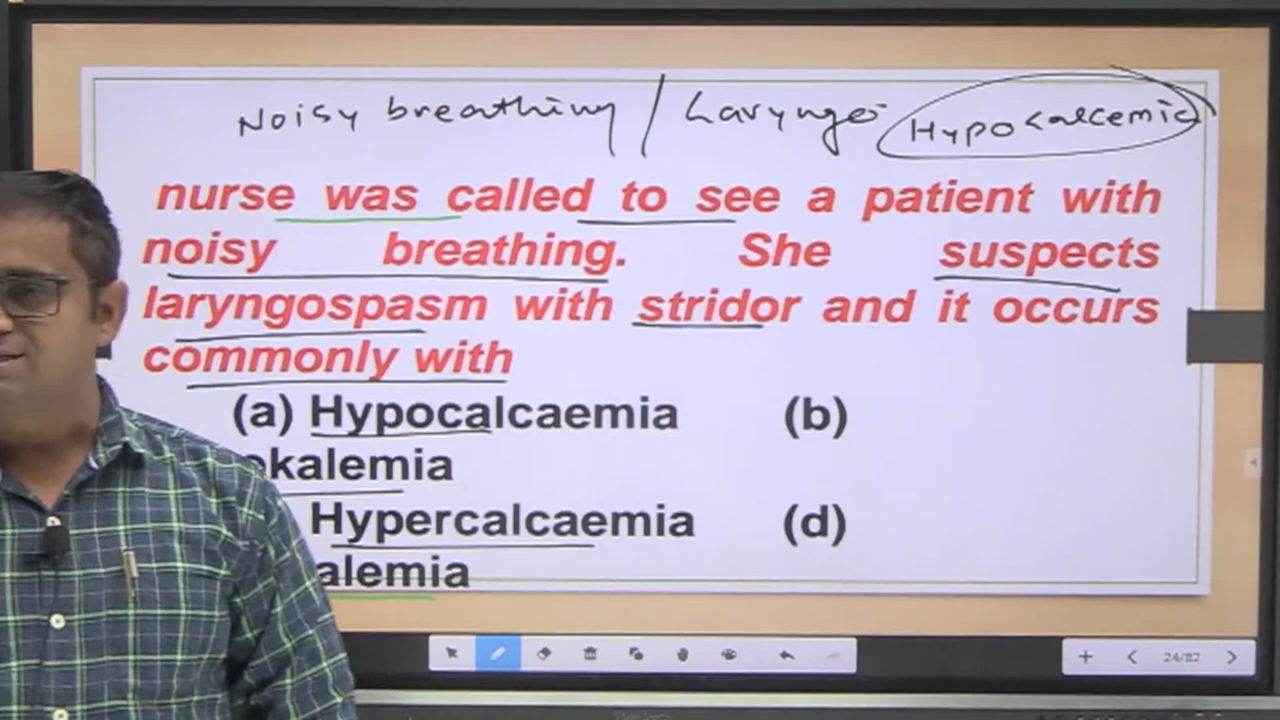 Noisy breathing / Laryngo Hypocalcemia
nurse was called to see a patient with
noisy breathing. She suspects
laryngospasm with stridor and it occurs
commonly with
(a) Hypocalcaemia (b)
okalemia
Hypercalcaemia (d)
alemia
24/82